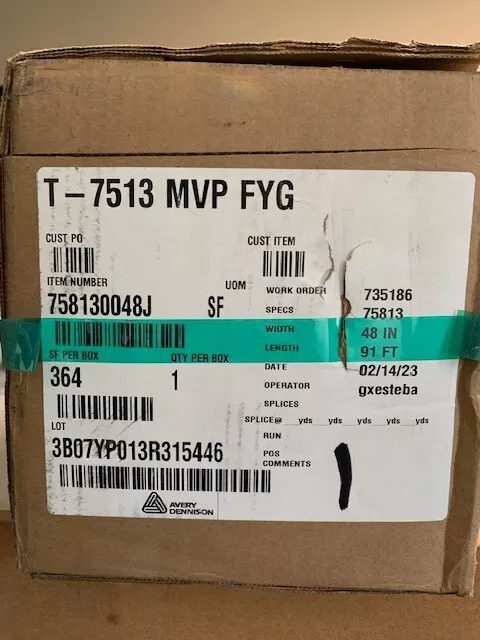 T-7513 MVP FYG
CUST PO
CUST ITEM
ITEM NUMBER
UOM
758130048J
SF
WORK ORDER 735186
SPECS 75813
WIDTH 48 IN
LENGTH 91 FT
SF PER BOX
QTY PER BOX
364
1
DATE 02/14/23
OPERATOR gxesteba
SPLICES
SPLICE@ yds yds yds yds yds
LOT
RUN
3B07YP013R315446
POS
COMMENTS
AVERY
DENNISON